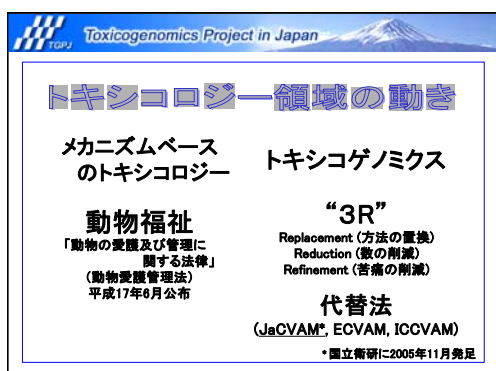 TGPJ
Toxicogenomics Project in Japan
トキシコロジー領域の動き
メカニズムベース
のトキシコロジー
動物福祉
「動物の愛護及び管理に
関する法律」
(動物愛護管理法)
平成17年6月公布
トキシコゲノミクス
“3R”
Replacement (方法の置換)
Reduction (数の削減)
Refinement (苦痛の削減)
代替法
(JaCVAM*, ECVAM, ICCVAM)
*国立衛研に2005年11月発足